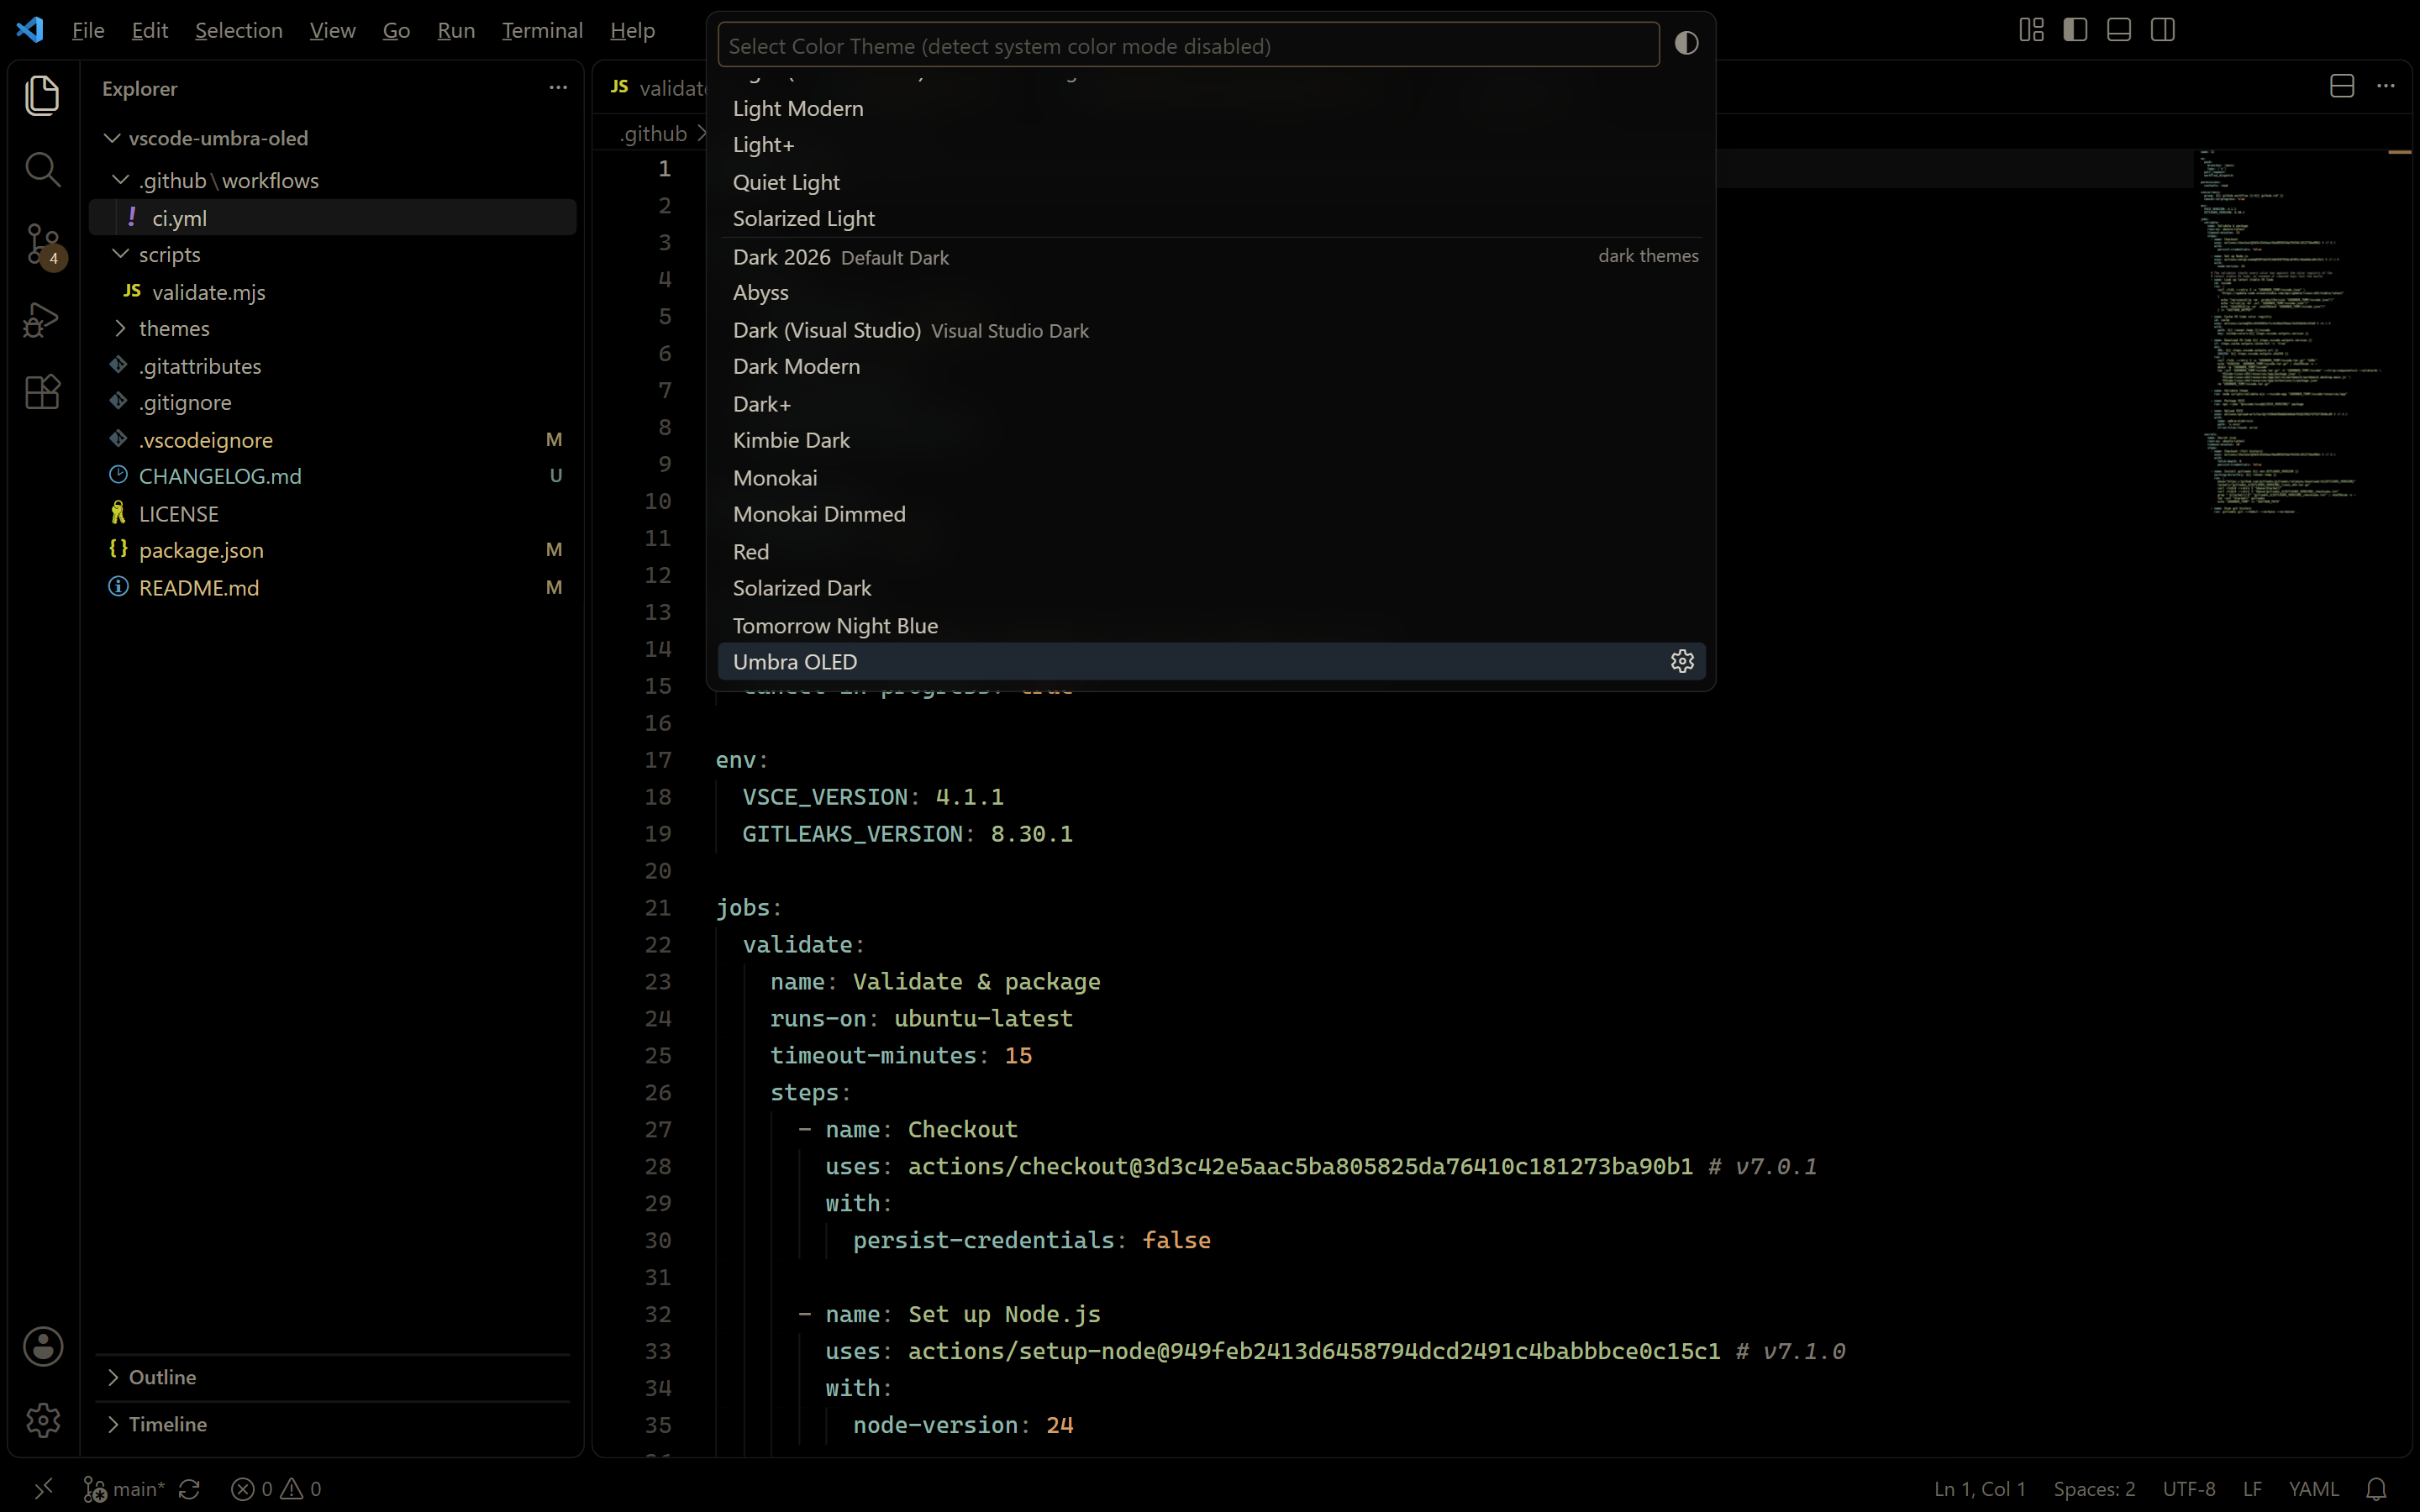 File Edit Selection View Go Run Terminal Help
Select Color Theme (detect system color mode disabled)
Explorer
vscode-umbra-oled
.github\workflows
! ci.yml
scripts
JS validate.mjs
themes
.gitattributes
.gitignore
.vscodeignore M
CHANGELOG.md U
LICENSE
{} package.json M
README.md M
4
Outline
Timeline
JS
.github
Light Modern
Light+
Quiet Light
Solarized Light
Dark 2026 Default Dark dark themes
Abyss
Dark (Visual Studio) Visual Studio Dark
Dark Modern
Dark+
Kimbie Dark
Monokai
Monokai Dimmed
Red
Solarized Dark
Tomorrow Night Blue
Umbra OLED
1
2
3
4
5
6
7
8
9
10
11
12
13
14
15 cancel-in-progress: true
16
17 env:
18 VSCE_VERSION: 4.1.1
19 GITLEAKS_VERSION: 8.30.1
20
21 jobs:
22 validate:
23 name: Validate & package
24 runs-on: ubuntu-latest
25 timeout-minutes: 15
26 steps:
27 - name: Checkout
28 uses: actions/checkout@3d3c42e5aac5ba805825da76410c181273ba90b1 # v7.0.1
29 with:
30 persist-credentials: false
31
32 - name: Set up Node.js
33 uses: actions/setup-node@949feb2413d6458794dcd2491c4babbbce0c15c1 # v7.1.0
34 with:
35 node-version: 24
main* 0 0
Ln 1, Col 1 Spaces: 2 UTF-8 LF YAML